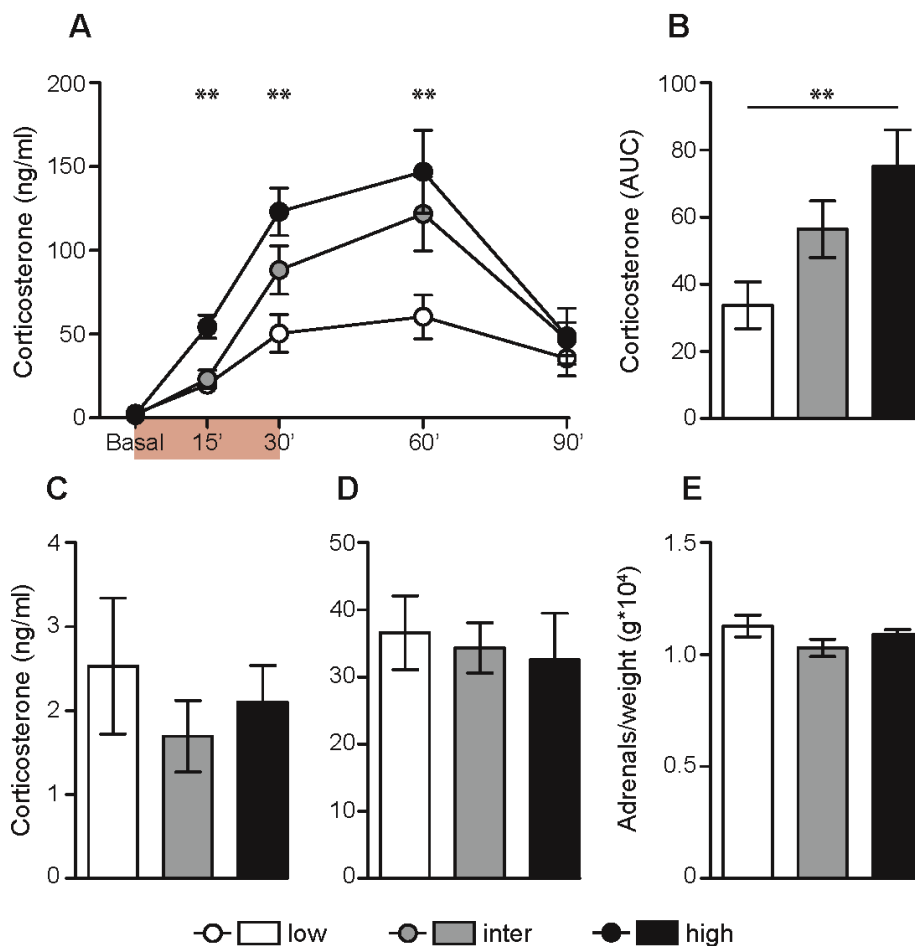 A
B
200
150
100
50
0
Corticosterone (ng/ml)
** ** **
Basal 15' 30' 60' 90'
100
80
60
40
20
0
Corticosterone (AUC)
**
C
D
E
4
3
2
1
0
Corticosterone (ng/ml)
50
40
30
20
10
0
1.5
1.0
0.5
0
Adrenals/weight (g*10⁴)
low inter high